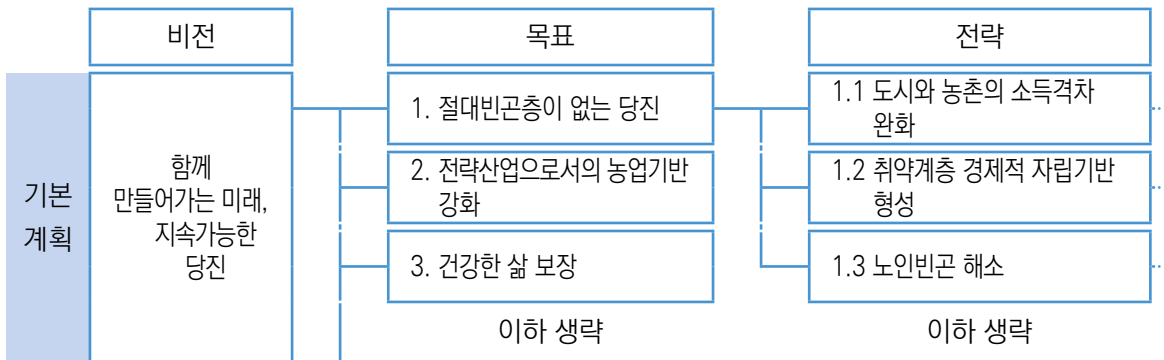 비전
목표
전략
기본
계획
함께
만들어가는 미래,
지속가능한
당진
1. 절대빈곤층이 없는 당진
2. 전략산업으로서의 농업기반
강화
3. 건강한 삶 보장
이하 생략
1.1 도시와 농촌의 소득격차
완화
1.2 취약계층 경제적 자립기반
형성
1.3 노인빈곤 해소
이하 생략